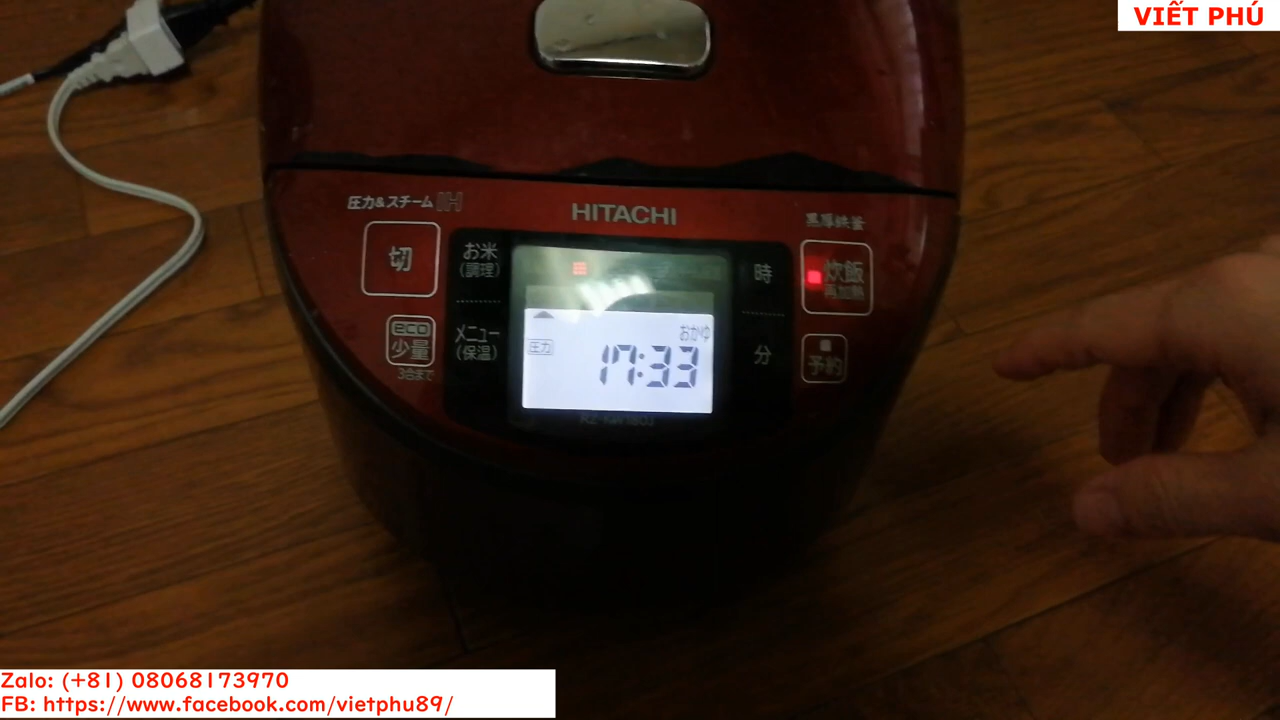 VIẾT PHÚ
圧力&スチーム IH
HITACHI
黒厚鉄釜
切
お米
(調理)
時
炊飯
再加熱
eco
少量
3合まで
メニュー
(保温)
おかゆ
圧力
17:33
分
予約
Zalo: (+81) 08068173970
FB: https://www.facebook.com/vietphu89/